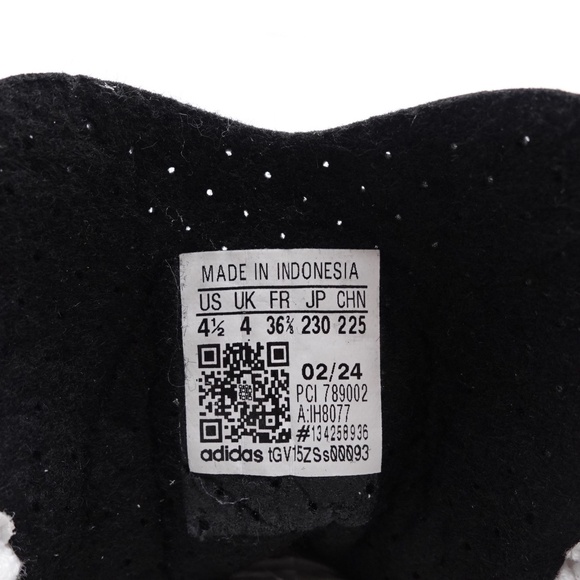 MADE IN INDONESIA
US UK FR JP CHN
4½ 4 36⅔ 230 225
02/24
PCI 789002
A:IH8077
#134258936
adidas tGV15ZSs00093